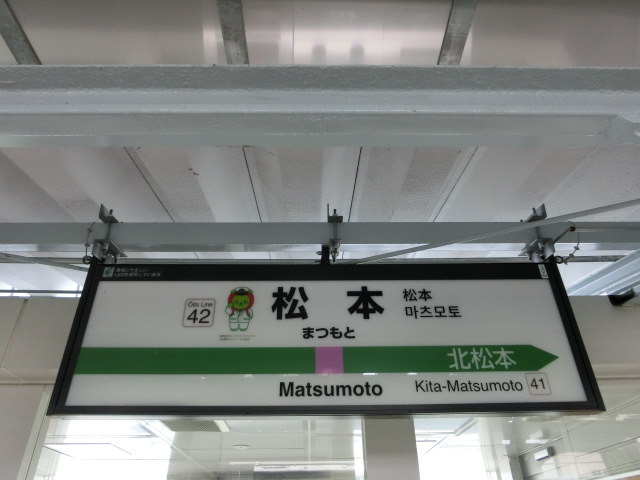 Oito Line
42
松本
松本
마츠모토
まつもと
北松本
Matsumoto
Kita-Matsumoto 41